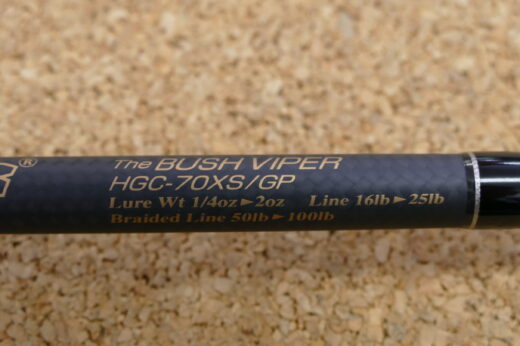 ®
The BUSH VIPER
HGC-70XS/GP
Lure Wt 1/4oz►2oz Line 16lb►25lb
Braided Line 50lb►100lb